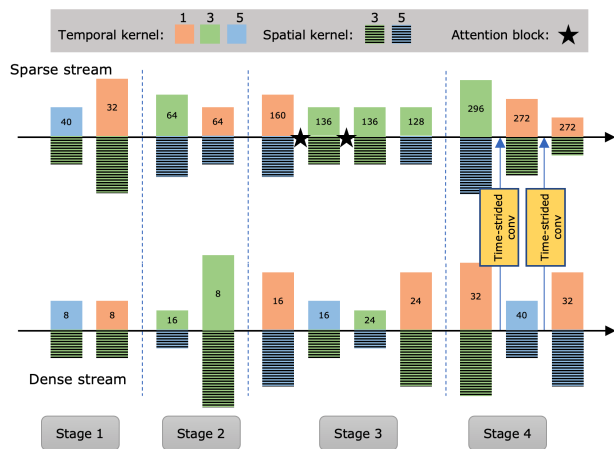 1 3 5 3 5
Temporal kernel: Spatial kernel: Attention block:
Sparse stream
40 32 64 64 160 136 136 128 296 272 272
Time-strided conv
Time-strided conv
8 8 16 8 16 16 24 24 32 40 32
Dense stream
Stage 1 Stage 2 Stage 3 Stage 4